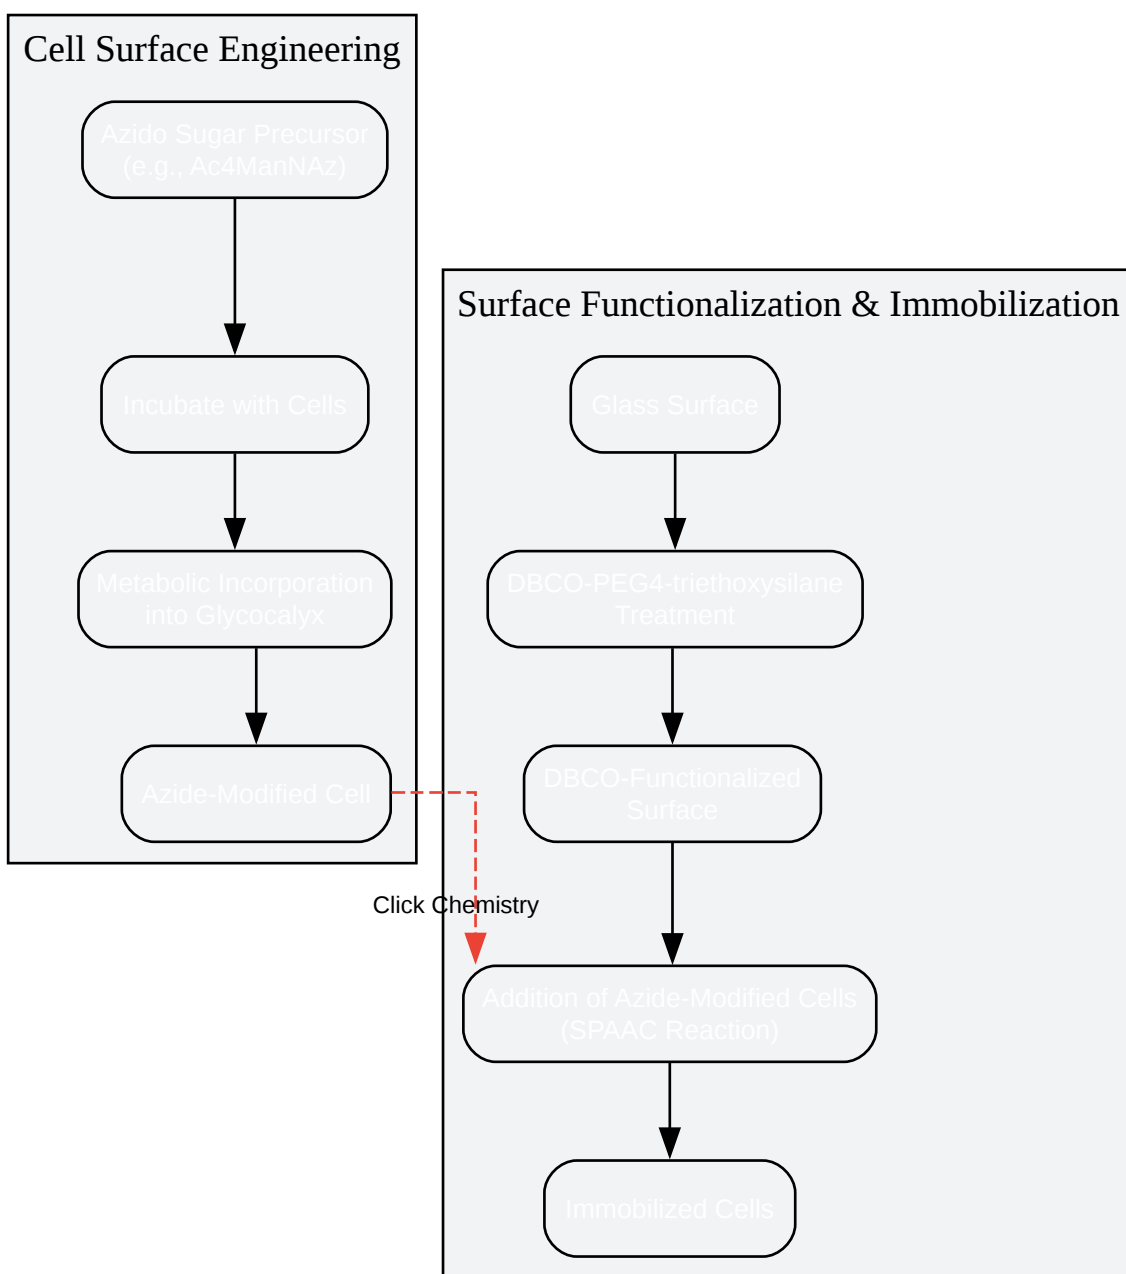 Cell Surface Engineering
Azido Sugar Precursor
(e.g., Ac4ManNAz)
Incubate with Cells
Metabolic Incorporation
into Glycocalyx
Azide-Modified Cell
Click Chemistry
Surface Functionalization & Immobilization
Glass Surface
DBCO-PEG4-triethoxysilane
Treatment
DBCO-Functionalized
Surface
Addition of Azide-Modified Cells
(SPAAC Reaction)
Immobilized Cells